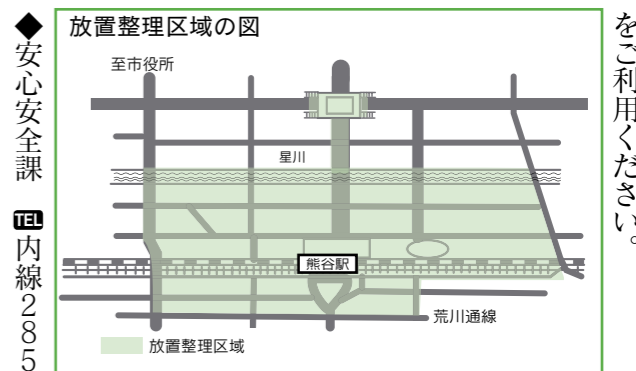 をご利用ください。
放置整理区域の図
至市役所
星川
熊谷駅
荒川通線
放置整理区域
◆安心安全課 TEL内線285